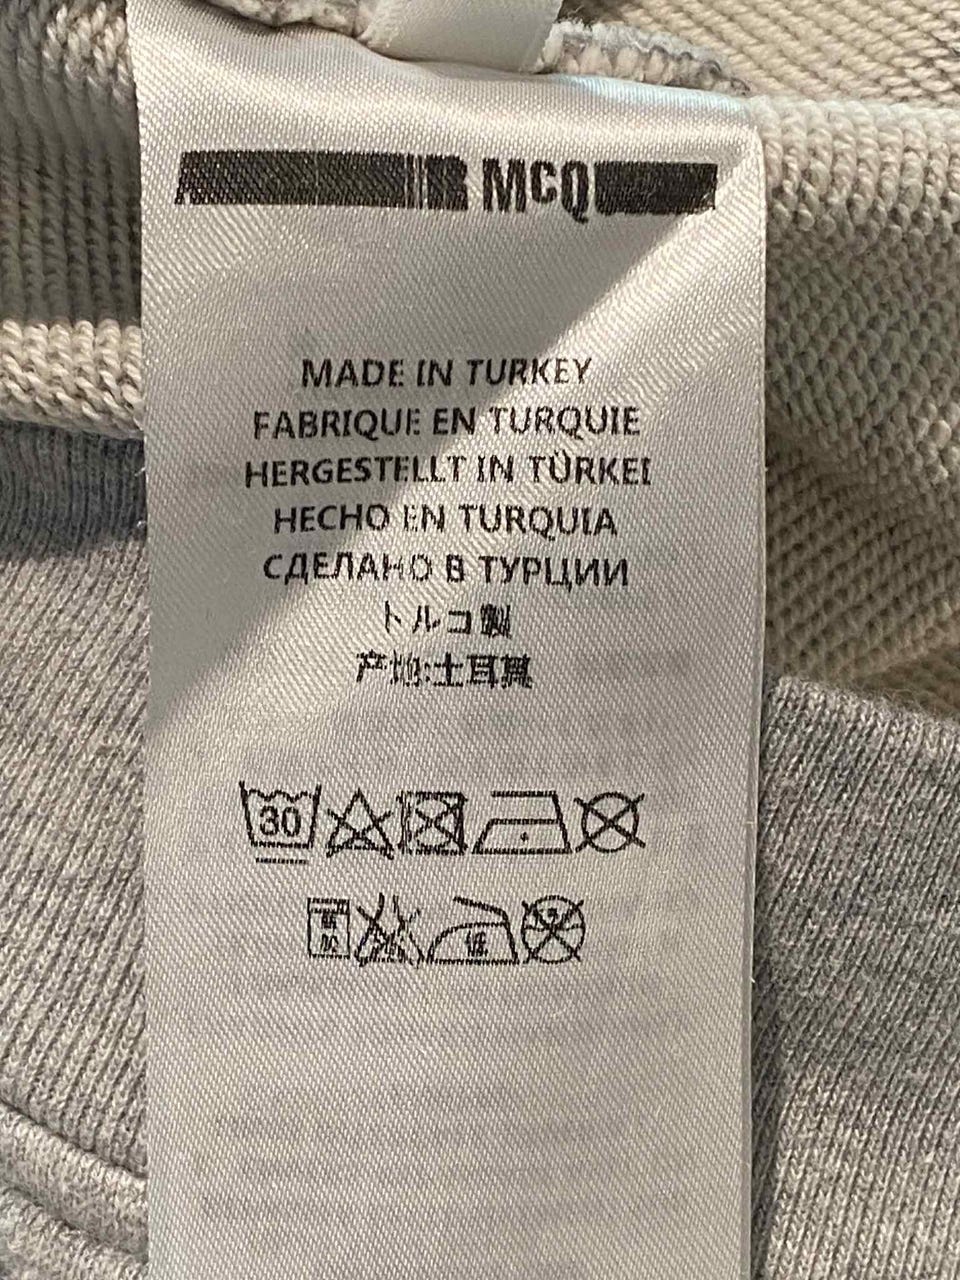 MCQ
MADE IN TURKEY
FABRIQUE EN TURQUIE
HERGESTELLT IN TÜRKEI
HECHO EN TURQUIA
СДЕЛАНО В ТУРЦИИ
トルコ製
产地:土耳其
30
低